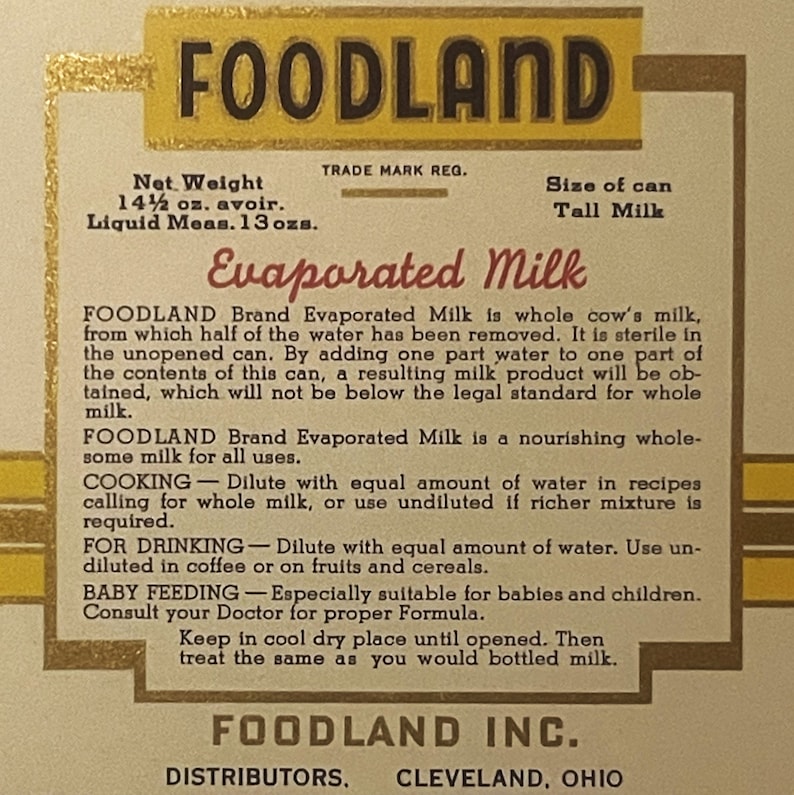 FOODLAND
TRADE MARK REG.
Net Weight
14½ oz. avoir.
Liquid Meas. 13 ozs.
Size of can
Tall Milk
Evaporated Milk
FOODLAND Brand Evaporated Milk is whole cow's milk,
from which half of the water has been removed. It is sterile in
the unopened can. By adding one part water to one part of
the contents of this can, a resulting milk product will be ob-
tained, which will not be below the legal standard for whole
milk.
FOODLAND Brand Evaporated Milk is a nourishing whole-
some milk for all uses.
COOKING — Dilute with equal amount of water in recipes
calling for whole milk, or use undiluted if richer mixture is
required.
FOR DRINKING — Dilute with equal amount of water. Use un-
diluted in coffee or on fruits and cereals.
BABY FEEDING — Especially suitable for babies and children.
Consult your Doctor for proper Formula.
Keep in cool dry place until opened. Then
treat the same as you would bottled milk.
FOODLAND INC.
DISTRIBUTORS, CLEVELAND, OHIO